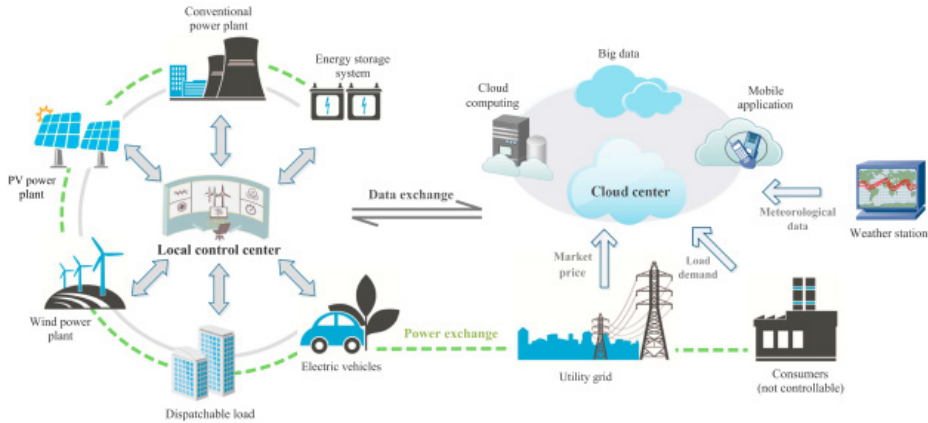 Conventional
power plant
Energy storage
system
PV power
plant
Local control center
Wind power
plant
Dispatchable load
Electric vehicles
Data exchange
Power exchange
Big data
Cloud
computing
Mobile
application
Cloud center
Meteorological
data
Weather station
Market
price
Load
demand
Utility grid
Consumers
(not controllable)